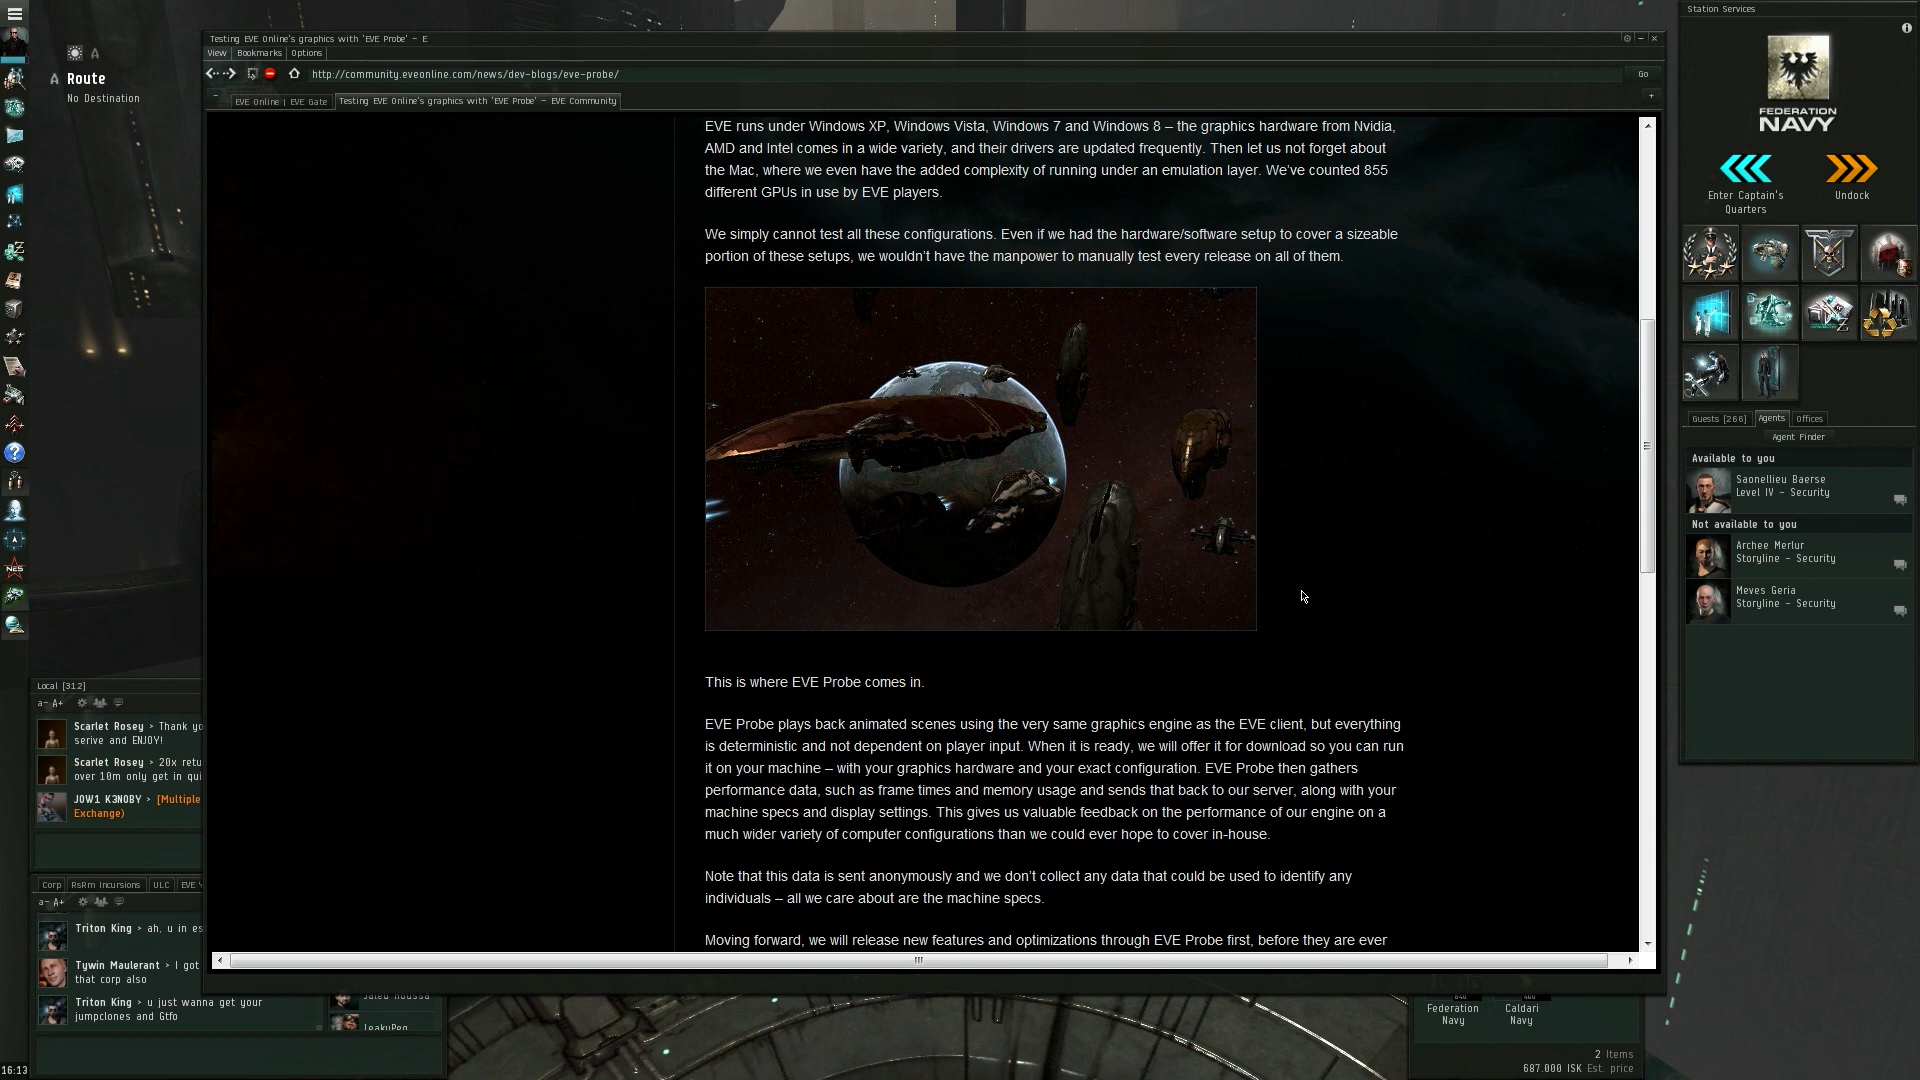 Testing EVE Online's graphics with 'EVE Probe' - E
View
Bookmarks
Options
http://community.eveonline.com/news/dev-blogs/eve-probe/
Go
EVE Online | EVE Gate
Testing EVE Online's graphics with 'EVE Probe' - EVE Community
A
Route
No Destination
EVE runs under Windows XP, Windows Vista, Windows 7 and Windows 8 – the graphics hardware from Nvidia,
AMD and Intel comes in a wide variety, and their drivers are updated frequently. Then let us not forget about
the Mac, where we even have the added complexity of running under an emulation layer. We've counted 855
different GPUs in use by EVE players.
We simply cannot test all these configurations. Even if we had the hardware/software setup to cover a sizeable
portion of these setups, we wouldn't have the manpower to manually test every release on all of them.
This is where EVE Probe comes in.
EVE Probe plays back animated scenes using the very same graphics engine as the EVE client, but everything
is deterministic and not dependent on player input. When it is ready, we will offer it for download so you can run
it on your machine – with your graphics hardware and your exact configuration. EVE Probe then gathers
performance data, such as frame times and memory usage and sends that back to our server, along with your
machine specs and display settings. This gives us valuable feedback on the performance of our engine on a
much wider variety of computer configurations than we could ever hope to cover in-house.
Note that this data is sent anonymously and we don't collect any data that could be used to identify any
individuals – all we care about are the machine specs.
Moving forward, we will release new features and optimizations through EVE Probe first, before they are ever
Station Services
FEDERATION
NAVY
Enter Captain's
Quarters
Undock
Guests [266]
Agents
Offices
Agent Finder
Available to you
Saonellieu Baerse
Level IV - Security
Not available to you
Archee Merlur
Storyline - Security
Meves Geria
Storyline - Security
NES
Local [312]
a- A+
Scarlet Rosey > Thank yo
serive and ENJOY!
Scarlet Rosey > 20x retu
over 10m only get in qui
JOW1 K3NOBY > [Multiple
Exchange)
Corp
RsRm Incursions
ULC
EVE
a- A+
Triton King > ah, u in es
Tywin Maulerant > I got
that corp also
Triton King > u just wanna get your
jumpclones and Gtfo
LeakyPen
Federation
Navy
Caldari
Navy
2 Items
687.000 ISK Est. price
16:13